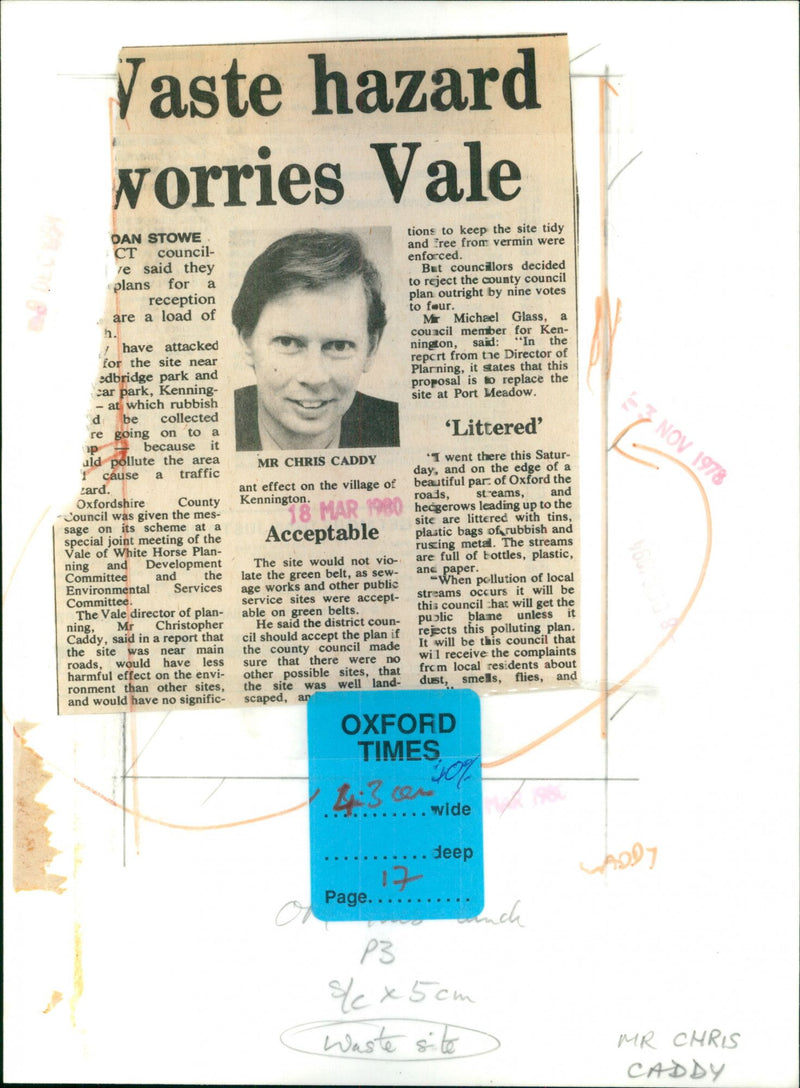 Waste hazard
worries Vale
DAN STOWE
CT council-
ve said they
plans for a
reception
are a load of
h.
have attacked
for the site near
edbridge park and
car park, Kenning-
– at which rubbish
d be collected
re going on to a
np — because it
uld pollute the area
d cause a traffic
zard.
Oxfordshire County
Council was given the mes-
sage on its scheme at a
special joint meeting of the
Vale of White Horse Plan-
ning and Development
Committee and the
Environmental Services
Committee.
The Vale director of plan-
ning, Mr Christopher
Caddy, said in a report that
the site was near main
roads, would have less
harmful effect on the envi-
ronment than other sites,
and would have no signific-
MR CHRIS CADDY
ant effect on the village of
Kennington.
18 MAR 1980
Acceptable
The site would not vio-
late the green belt, as sew-
age works and other public
service sites were accept-
able on green belts.
He said the district coun-
cil should accept the plan if
the county council made
sure that there were no
other possible sites, that
the site was well land-
scaped, an
tions to keep the site tidy
and free from vermin were
enforced.
But councillors decided
to reject the county council
plan outright by nine votes
to four.
Mr Michael Glass, a
council member for Ken-
nington, said: “In the
report from the Director of
Planning, it states that this
proposal is to replace the
site at Port Meadow.
‘Littered’
“I went there this Satur-
day, and on the edge of a
beautiful part of Oxford the
roads, streams, and
hedgerows leading up to the
site are littered with tins,
plastic bags of rubbish and
rusting metal. The streams
are full of bottles, plastic,
and paper.
“When pollution of local
streams occurs it will be
this council that will get the
public blame unless it
rejects this polluting plan.
It will be this council that
will receive the complaints
from local residents about
dust, smells, flies, and
23 NOV 1978
OXFORD
TIMES
40%
4.3 cm wide
deep
Page 17
MAR 1980
CADDY
P3
S/c x 5cm
Waste site
MR CHRIS
CADDY